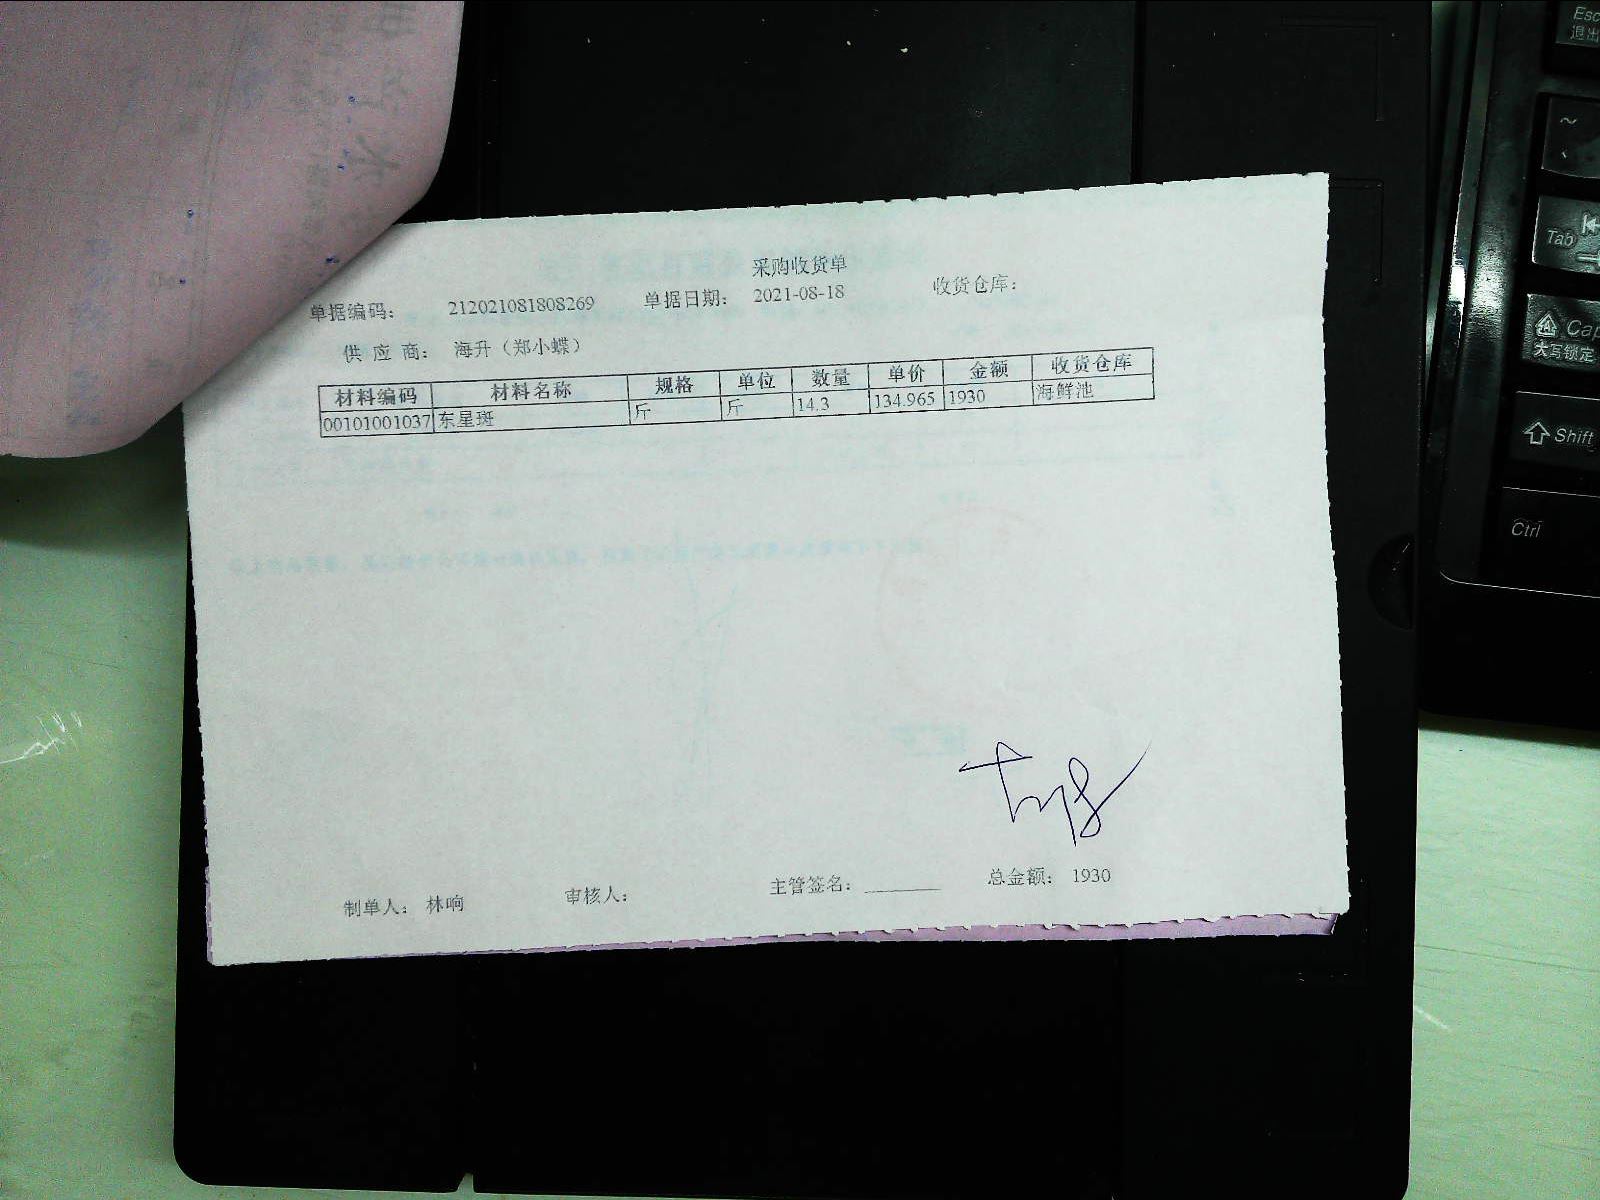 采购收货单
单据编码： 212021081808269 单据日期： 2021-08-18 收货仓库：
供 应 商： 海升（郑小蝶）
材料编码 材料名称 规格 单位 数量 单价 金额 收货仓库
00101001037 东星斑 斤 斤 14.3 134.965 1930 海鲜池
制单人： 林响 审核人： 主管签名： 总金额： 1930
Esc
退出
~
Tab
Cap
大写锁定
Shift
Ctrl